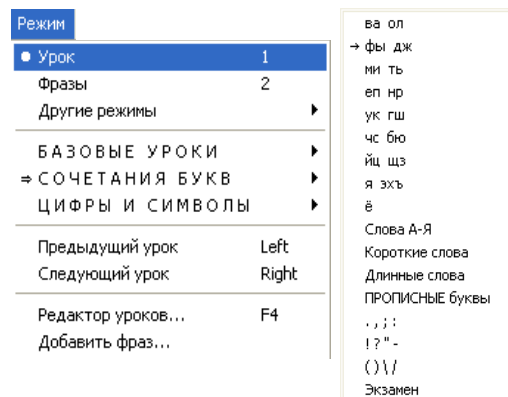 Режим
Урок 1
Фразы 2
Другие режимы
БАЗОВЫЕ УРОКИ
⇒ СОЧЕТАНИЯ БУКВ
ЦИФРЫ И СИМВОЛЫ
Предыдущий урок Left
Следующий урок Right
Редактор уроков... F4
Добавить фраз...
ва ол
→ фы дж
ми ть
еп нр
ук гш
чс бю
йц щз
я эхъ
ё
Слова А-Я
Короткие слова
Длинные слова
ПРОПИСНЫЕ буквы
. , ; :
! ? " -
( ) \ /
Экзамен